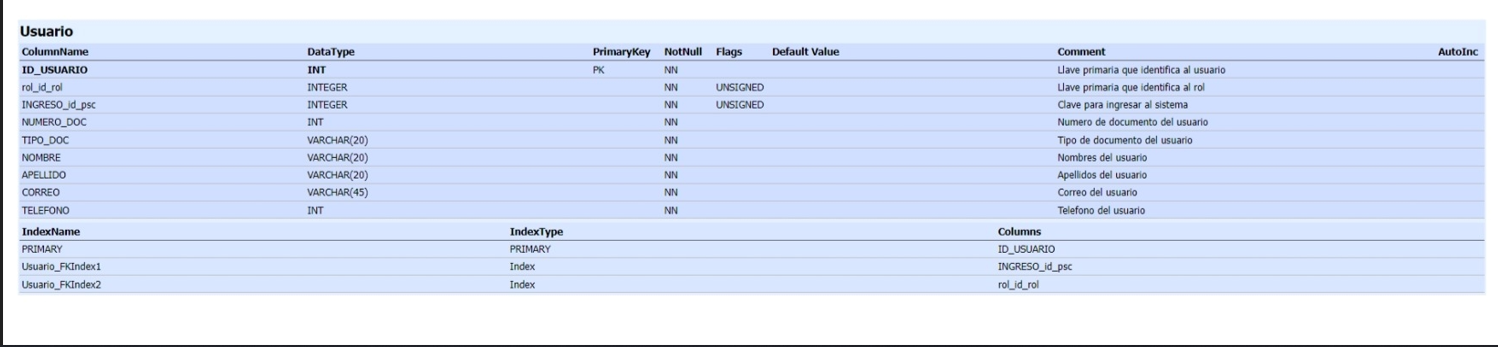 Usuario
ColumnName DataType PrimaryKey NotNull Flags Default Value Comment AutoInc
ID_USUARIO INT PK NN Llave primaria que identifica al usuario
rol_id_rol INTEGER NN UNSIGNED Llave primaria que identifica al rol
INGRESO_id_psc INTEGER NN UNSIGNED Clave para ingresar al sistema
NUMERO_DOC INT NN Numero de documento del usuario
TIPO_DOC VARCHAR(20) NN Tipo de documento del usuario
NOMBRE VARCHAR(20) NN Nombres del usuario
APELLIDO VARCHAR(20) NN Apellidos del usuario
CORREO VARCHAR(45) NN Correo del usuario
TELEFONO INT NN Telefono del usuario
IndexName IndexType Columns
PRIMARY PRIMARY ID_USUARIO
Usuario_FKIndex1 Index INGRESO_id_psc
Usuario_FKIndex2 Index rol_id_rol